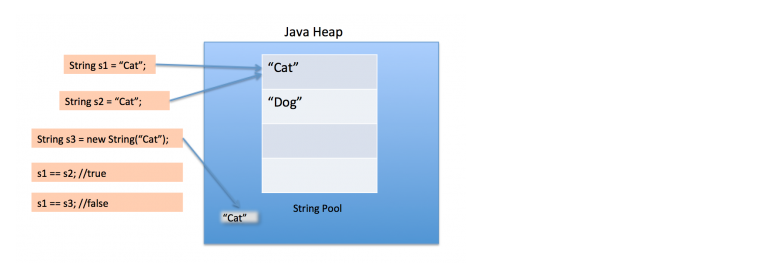 Java Heap
String s1 = “Cat”;
“Cat”
String s2 = “Cat”;
“Dog”
String s3 = new String(“Cat”);
s1 == s2; //true
s1 == s3; //false
String Pool
“Cat”